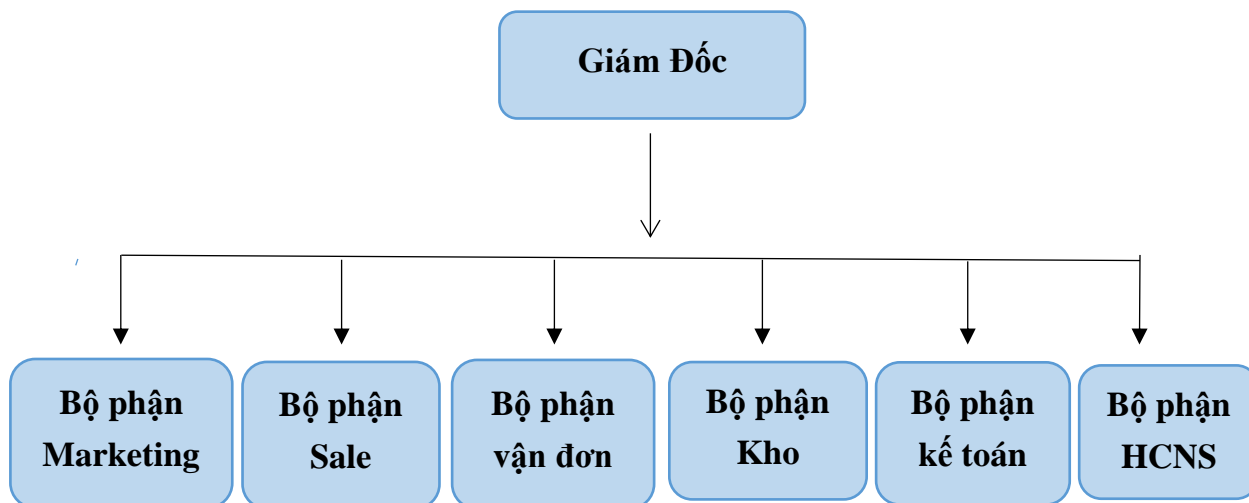 Giám Đốc
Bộ phận
Marketing
Bộ phận
Sale
Bộ phận
vận đơn
Bộ phận
Kho
Bộ phận
kế toán
Bộ phận
HCNS